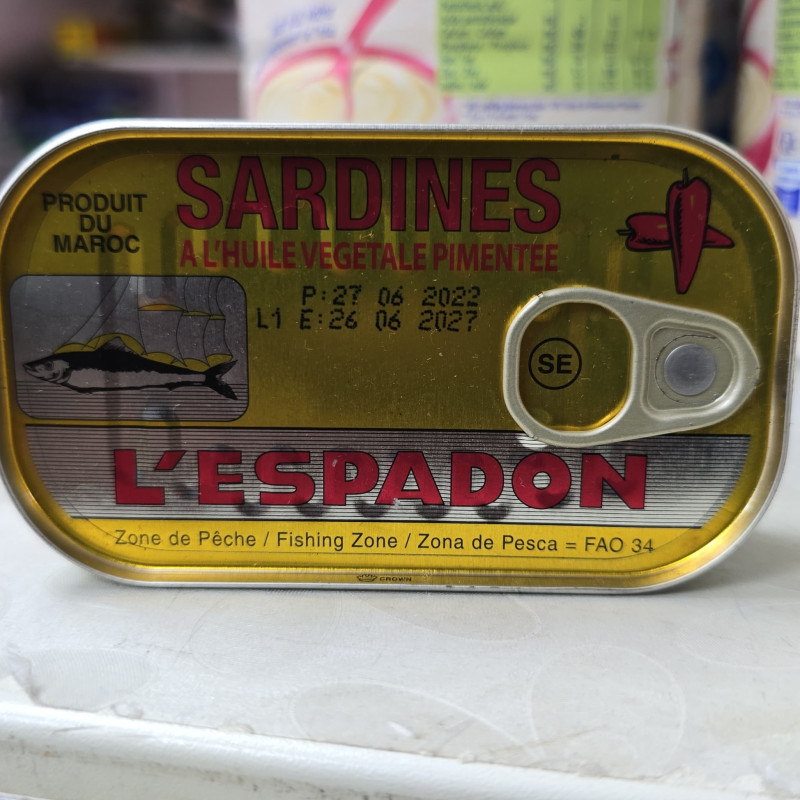 SARDINES
A L'HUILE VEGETALE PIMENTEE
PRODUIT
DU
MAROC
P:27 06 2022
L1 E:26 06 2027
SE
L'ESPADON
Zone de Pêche / Fishing Zone / Zona de Pesca = FAO 34
CROWN